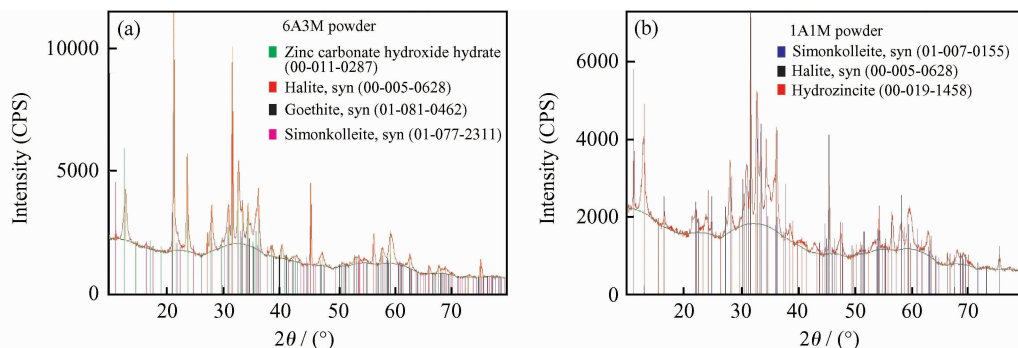 (a)
6A3M powder
Zinc carbonate hydroxide hydrate
(00-011-0287)
Halite, syn (00-005-0628)
Goethite, syn (01-081-0462)
Simonkolleite, syn (01-077-2311)
Intensity (CPS)
10000
5000
0
20
30
40
50
60
70
2θ / (°)
(b)
1A1M powder
Simonkolleite, syn (01-007-0155)
Halite, syn (00-005-0628)
Hydrozincite (00-019-1458)
Intensity (CPS)
6000
4000
2000
0
20
30
40
50
60
70
2θ / (°)